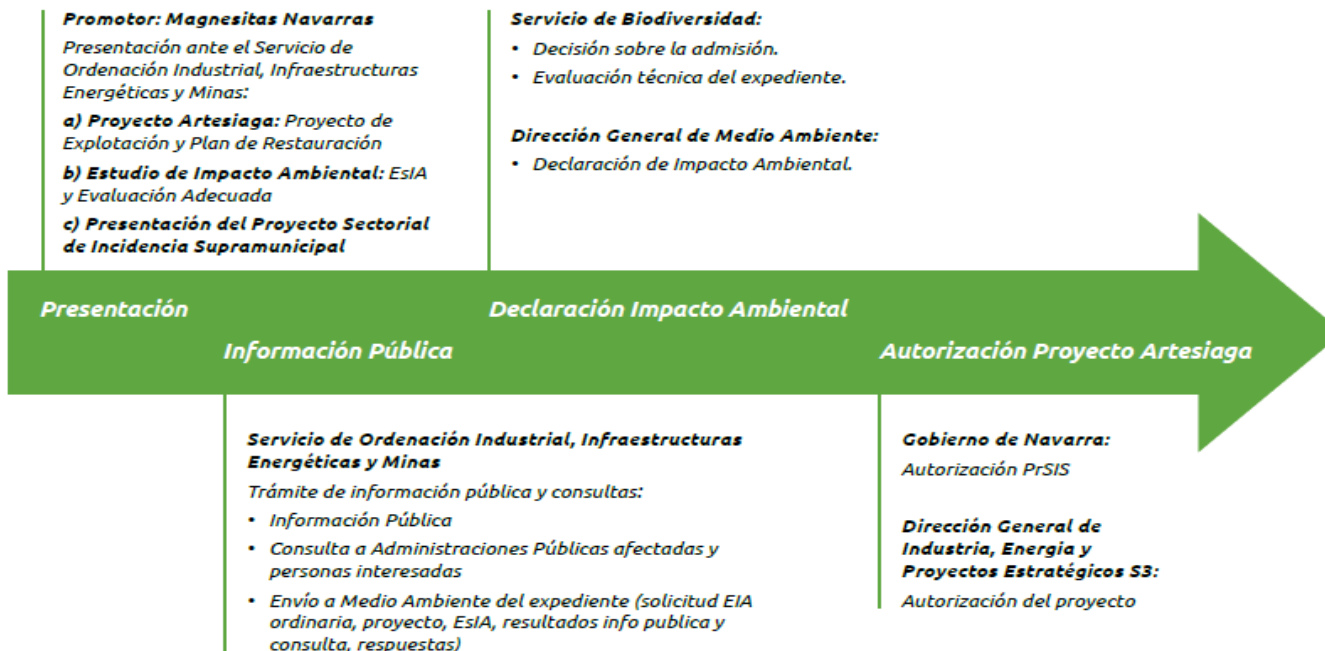 Promotor: Magnesitas Navarras
Presentación ante el Servicio de
Ordenación Industrial, Infraestructuras
Energéticas y Minas:
a) Proyecto Artesiaga: Proyecto de
Explotación y Plan de Restauración
b) Estudio de Impacto Ambiental: EsIA
y Evaluación Adecuada
c) Presentación del Proyecto Sectorial
de Incidencia Supramunicipal
Servicio de Biodiversidad:
• Decisión sobre la admisión.
• Evaluación técnica del expediente.
Dirección General de Medio Ambiente:
• Declaración de Impacto Ambiental.
Presentación
Declaración Impacto Ambiental
Información Pública
Autorización Proyecto Artesiaga
Servicio de Ordenación Industrial, Infraestructuras
Energéticas y Minas
Trámite de información pública y consultas:
• Información Pública
• Consulta a Administraciones Públicas afectadas y
personas interesadas
• Envío a Medio Ambiente del expediente (solicitud EIA
ordinaria, proyecto, EsIA, resultados info publica y
consulta, respuestas)
Gobierno de Navarra:
Autorización PrSIS
Dirección General de
Industria, Energia y
Proyectos Estratégicos S3:
Autorización del proyecto